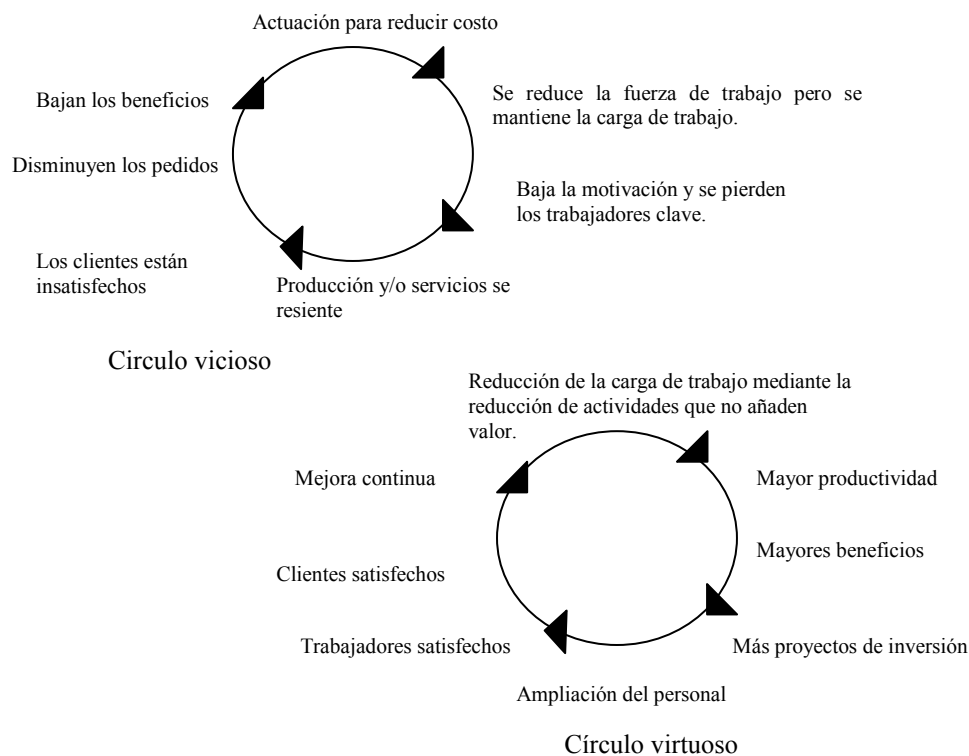 Actuación para reducir costo
Bajan los beneficios
Se reduce la fuerza de trabajo pero se
mantiene la carga de trabajo.
Disminuyen los pedidos
Baja la motivación y se pierden
los trabajadores clave.
Los clientes están
insatisfechos
Producción y/o servicios se
resiente
Circulo vicioso
Reducción de la carga de trabajo mediante la
reducción de actividades que no añaden
valor.
Mejora continua
Mayor productividad
Mayores beneficios
Clientes satisfechos
Trabajadores satisfechos
Más proyectos de inversión
Ampliación del personal
Círculo virtuoso